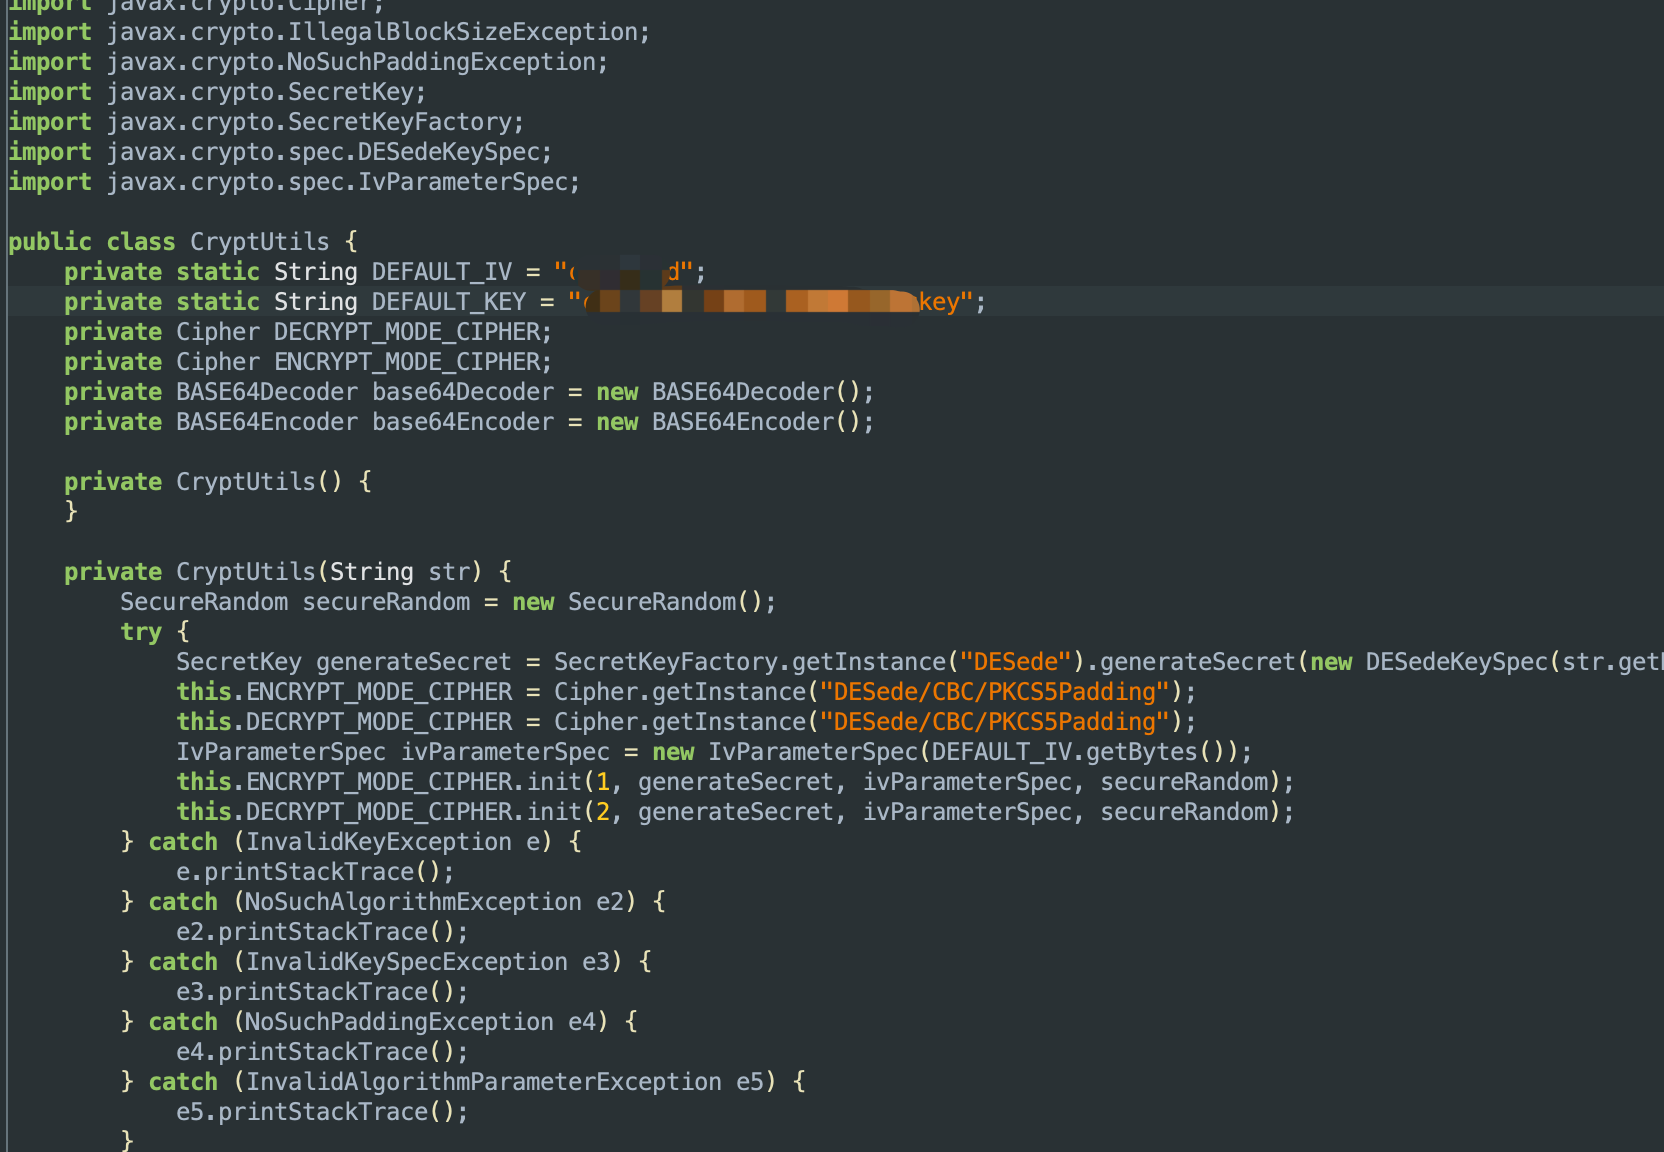 import javax.crypto.Cipher;
import javax.crypto.IllegalBlockSizeException;
import javax.crypto.NoSuchPaddingException;
import javax.crypto.SecretKey;
import javax.crypto.SecretKeyFactory;
import javax.crypto.spec.DESedeKeySpec;
import javax.crypto.spec.IvParameterSpec;
public class CryptUtils {
private static String DEFAULT_IV = " d";
private static String DEFAULT_KEY = " key";
private Cipher DECRYPT_MODE_CIPHER;
private Cipher ENCRYPT_MODE_CIPHER;
private BASE64Decoder base64Decoder = new BASE64Decoder();
private BASE64Encoder base64Encoder = new BASE64Encoder();
private CryptUtils() {
}
private CryptUtils(String str) {
SecureRandom secureRandom = new SecureRandom();
try {
SecretKey generateSecret = SecretKeyFactory.getInstance("DESede").generateSecret(new DESedeKeySpec(str.get
this.ENCRYPT_MODE_CIPHER = Cipher.getInstance("DESede/CBC/PKCS5Padding");
this.DECRYPT_MODE_CIPHER = Cipher.getInstance("DESede/CBC/PKCS5Padding");
IvParameterSpec ivParameterSpec = new IvParameterSpec(DEFAULT_IV.getBytes());
this.ENCRYPT_MODE_CIPHER.init(1, generateSecret, ivParameterSpec, secureRandom);
this.DECRYPT_MODE_CIPHER.init(2, generateSecret, ivParameterSpec, secureRandom);
} catch (InvalidKeyException e) {
e.printStackTrace();
} catch (NoSuchAlgorithmException e2) {
e2.printStackTrace();
} catch (InvalidKeySpecException e3) {
e3.printStackTrace();
} catch (NoSuchPaddingException e4) {
e4.printStackTrace();
} catch (InvalidAlgorithmParameterException e5) {
e5.printStackTrace();
}